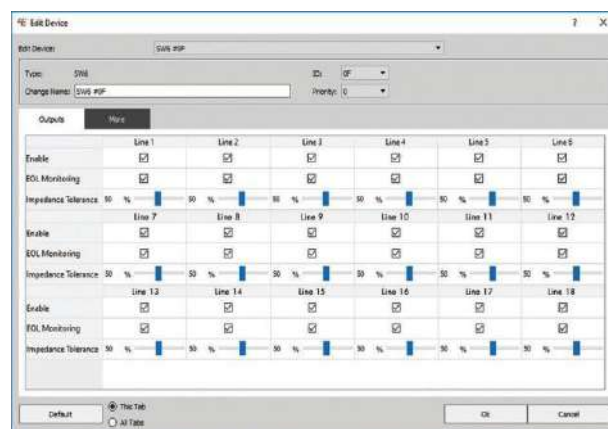 Edit Device
? X
Edit Device: SW6 #0F
Type: SW6 ID: 0F
Change Name: SW6 #0F Priority: 0
Outputs More
Line 1 Line 2 Line 3 Line 4 Line 5 Line 6
Enable
EOL Monitoring
Impedance Tolerance 50 % 50 % 50 % 50 % 50 % 50 %
Line 7 Line 8 Line 9 Line 10 Line 11 Line 12
Enable
EOL Monitoring
Impedance Tolerance 50 % 50 % 50 % 50 % 50 % 50 %
Line 13 Line 14 Line 15 Line 16 Line 17 Line 18
Enable
EOL Monitoring
Impedance Tolerance 50 % 50 % 50 % 50 % 50 % 50 %
Default This Tab Ok Cancel
All Tabs